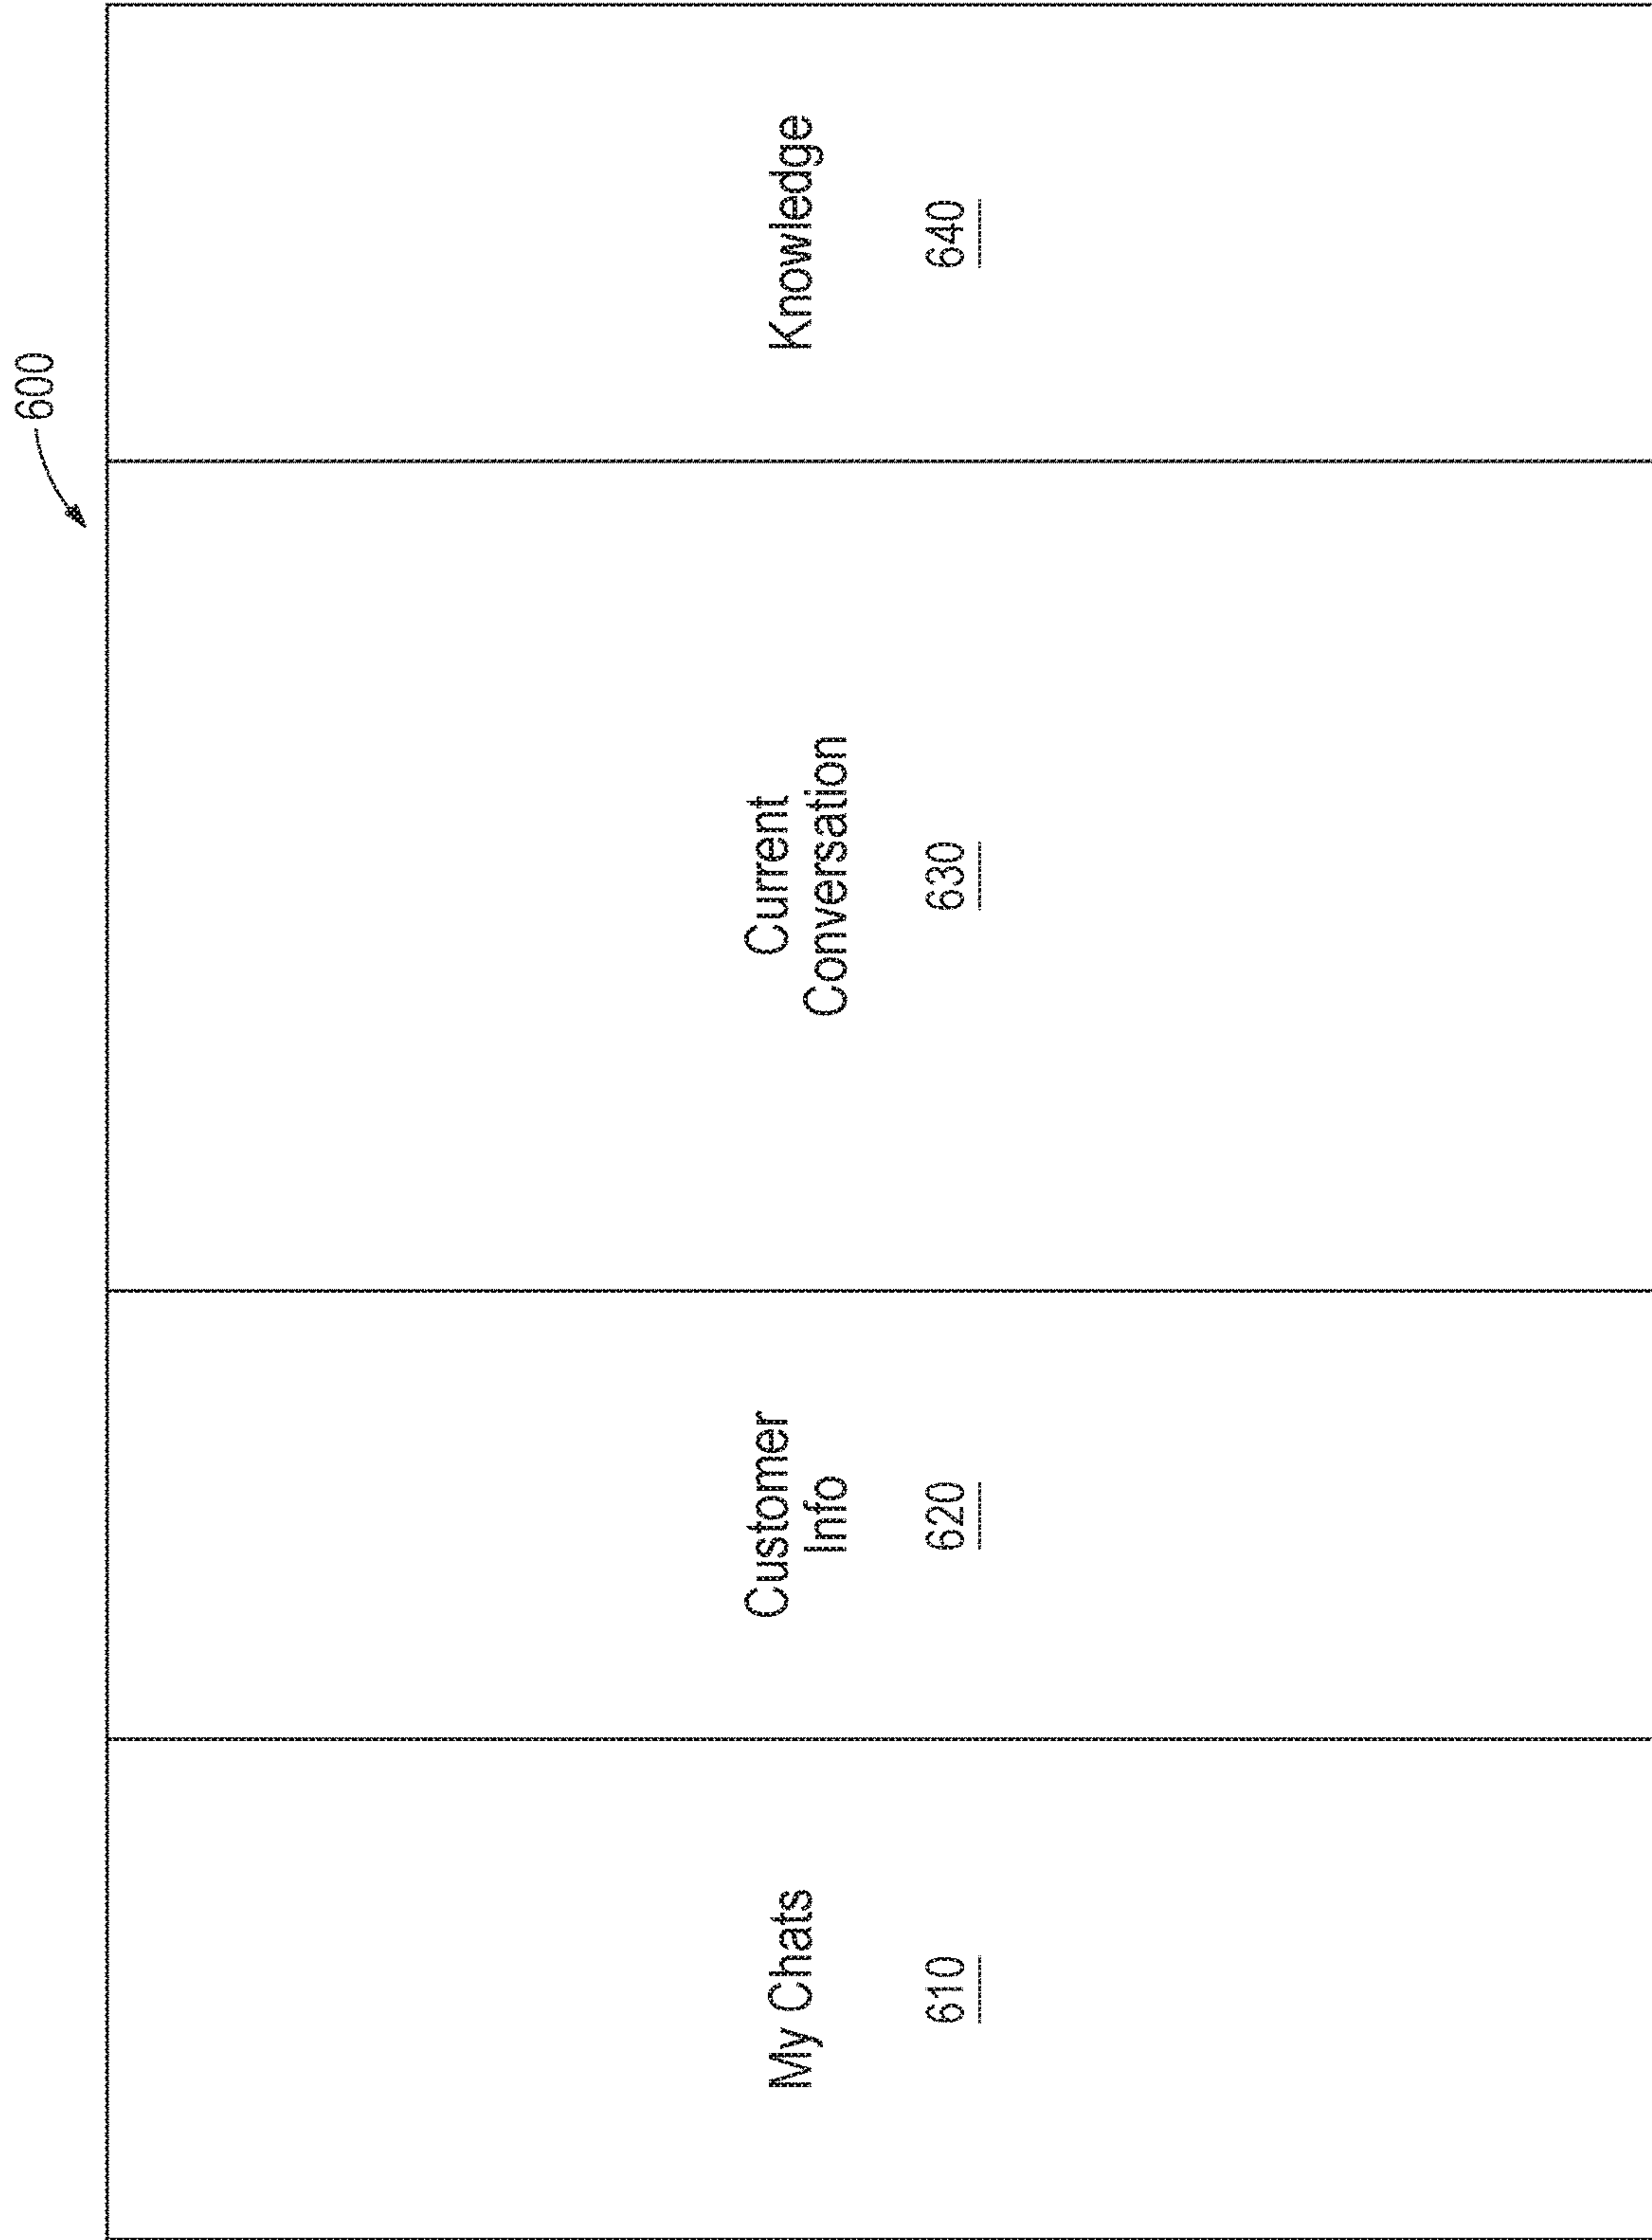 600
My Chats
610
Customer
Info
620
Current
Conversation
630
Knowledge
640